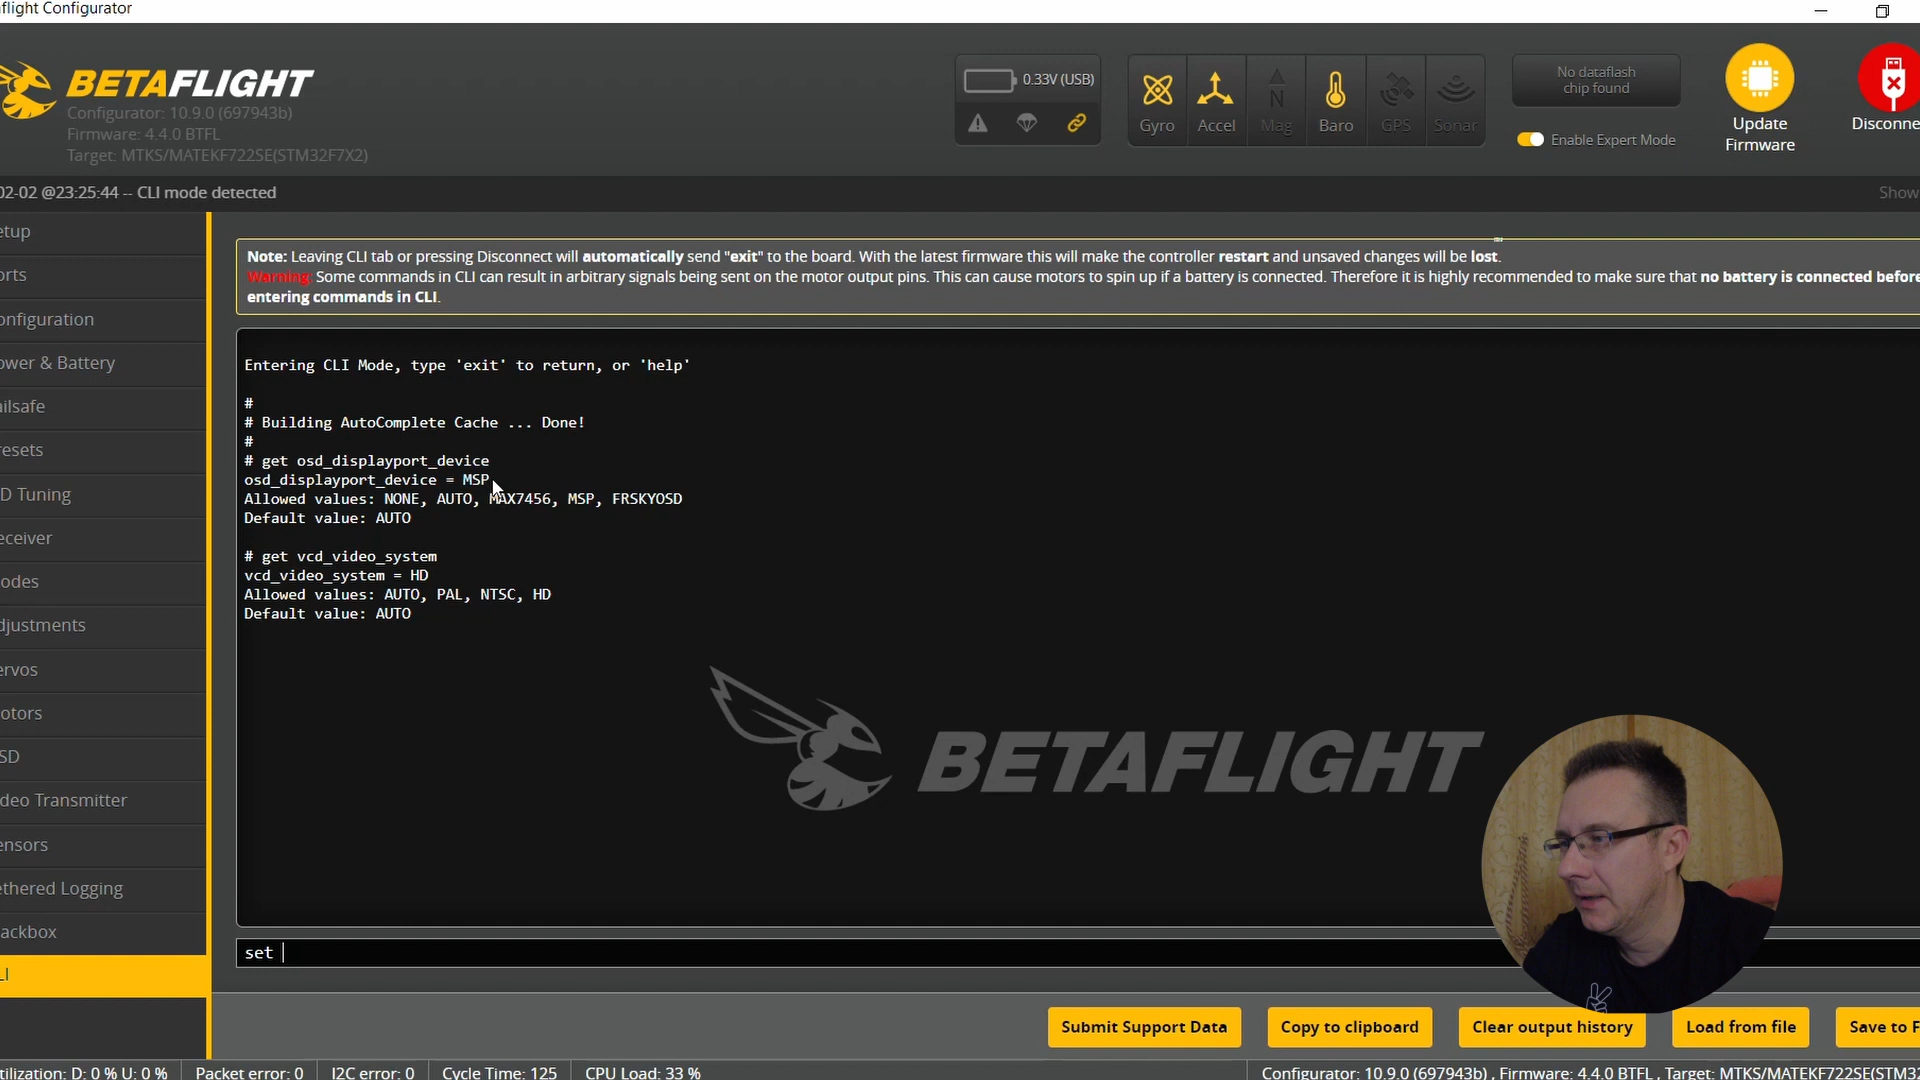 flight Configurator
BETAFLIGHT
Configurator: 10.9.0 (697943b)
Firmware: 4.4.0 BTFL
Target: MTKS/MATEKF722SE(STM32F7X2)
0.33V (USB)
Gyro
Accel
Mag
Baro
GPS
Sonar
No dataflash
chip found
Enable Expert Mode
Update
Firmware
Disconne
02-02 @23:25:44 -- CLI mode detected
Show
etup
orts
onfiguration
ower & Battery
ailsafe
resets
D Tuning
eceiver
odes
djustments
ervos
otors
SD
deo Transmitter
ensors
ethered Logging
ackbox
LI
Note: Leaving CLI tab or pressing Disconnect will automatically send "exit" to the board. With the latest firmware this will make the controller restart and unsaved changes will be lost.
Warning: Some commands in CLI can result in arbitrary signals being sent on the motor output pins. This can cause motors to spin up if a battery is connected. Therefore it is highly recommended to make sure that no battery is connected before
entering commands in CLI.
Entering CLI Mode, type 'exit' to return, or 'help'
#
# Building AutoComplete Cache ... Done!
#
# get osd_displayport_device
osd_displayport_device = MSP
Allowed values: NONE, AUTO, MAX7456, MSP, FRSKYOSD
Default value: AUTO
# get vcd_video_system
vcd_video_system = HD
Allowed values: AUTO, PAL, NTSC, HD
Default value: AUTO
BETAFLIGHT
set
Submit Support Data
Copy to clipboard
Clear output history
Load from file
Save to F
tilization: D: 0 % U: 0 %
Packet error: 0
I2C error: 0
Cycle Time: 125
CPU Load: 33 %
Configurator: 10.9.0 (697943b) , Firmware: 4.4.0 BTFL , Target: MTKS/MATEKF722SE(STM32